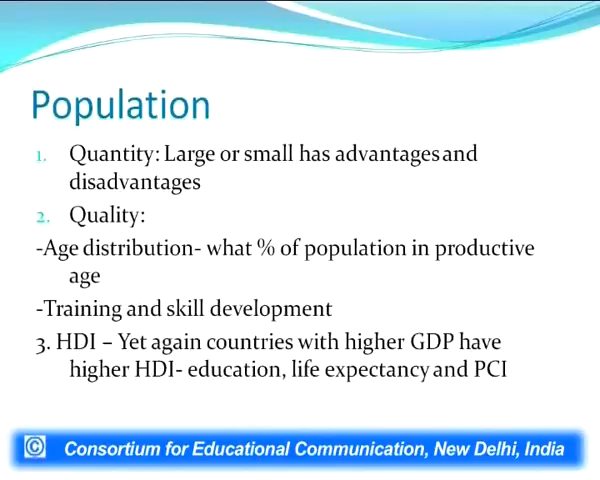 Population
1. Quantity: Large or small has advantages and
disadvantages
2. Quality:
-Age distribution- what % of population in productive
age
-Training and skill development
3. HDI – Yet again countries with higher GDP have
higher HDI- education, life expectancy and PCI
© Consortium for Educational Communication, New Delhi, India